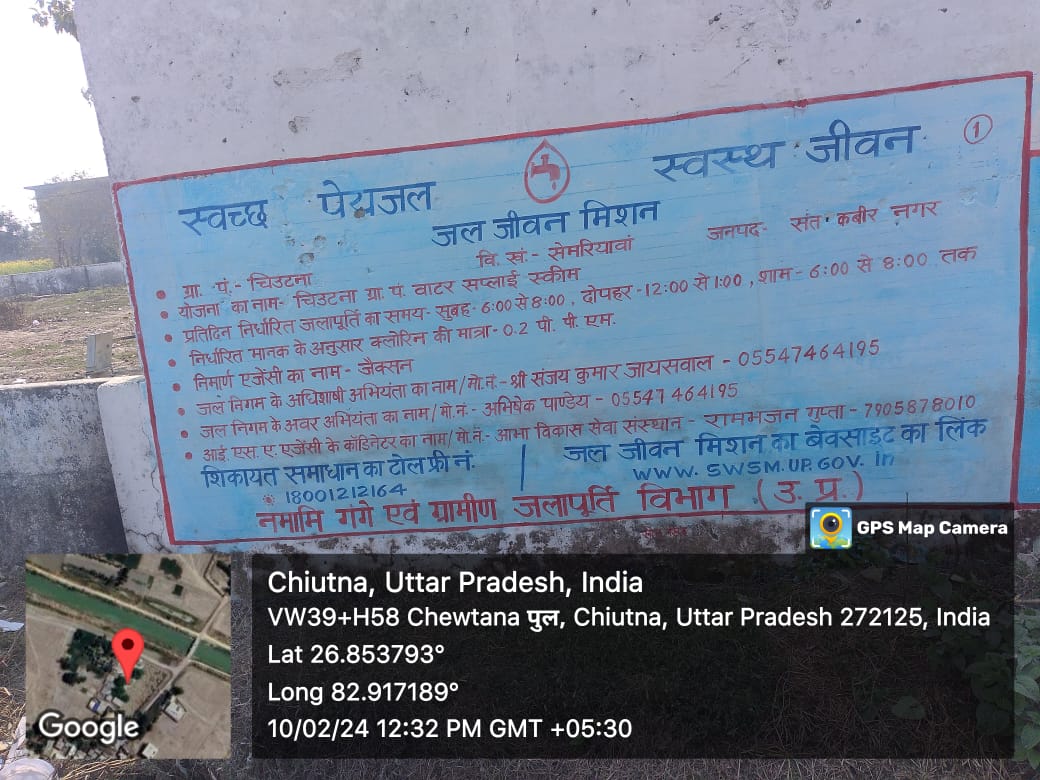 ①
स्वच्छ पेयजल स्वस्थ जीवन
जल जीवन मिशन
वि. खं:- सेमरियावां जनपद- संत कबीर नगर
• ग्रा. पं.- चिउटना
• योजना का नाम- चिउटना ग्रा. पं. वाटर सप्लाई स्कीम
• प्रतिदिन निर्धारित जलापूर्ति का समय- सुबह- 6:00 से 8:00, दोपहर-12:00 से 1:00, शाम- 6:00 से 8:00 तक
• निर्धारित मानक के अनुसार क्लोरिन की मात्रा- 0.2 पी. पी. एम.
• निमार्ण एजेंसी का नाम - जैक्सन
• जल निगम के अधिशाषी अभियंता का नाम/मो.नं.-श्री संजय कुमार जायसवाल - 05547464195
• जल निगम के अवर अभियंता का नाम/मो.नं.- अभिषेक पाण्डेय - 05547464195
• आई. एस. ए. एजेंसी के कॉडिनेटर का नाम/मो.नं.- आभा विकास सेवा संस्थान - रामभजन गुप्ता - 7905878010
शिकायत समाधान का टोल फ्री नं.
18001212164
जल जीवन मिशन का बेवसाइट का लिंक
WWW. SWSM.UP.GOV. in
नमामि गंगे एवं ग्रामीण जलापूर्ति विभाग (उ. प्र.)
GPS Map Camera
Chiutna, Uttar Pradesh, India
VW39+H58 Chewtana पुल, Chiutna, Uttar Pradesh 272125, India
Lat 26.853793°
Long 82.917189°
10/02/24 12:32 PM GMT +05:30
Google